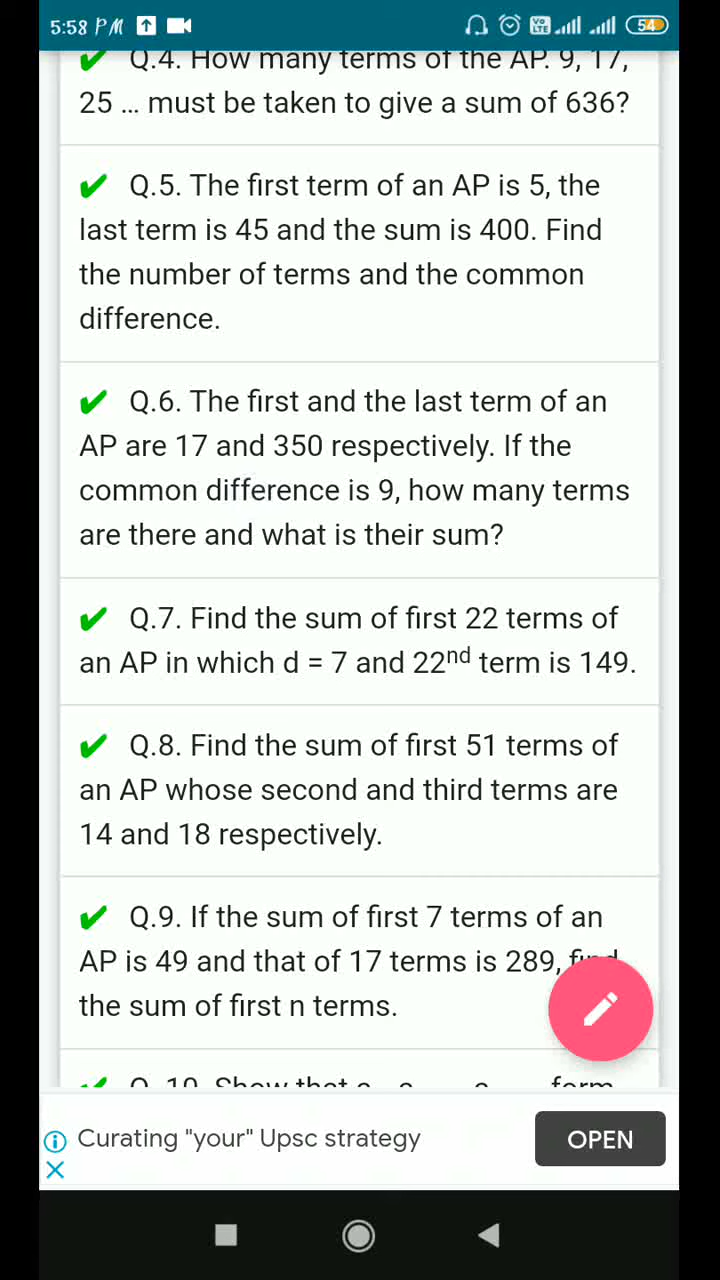 5:58 PM VO LTE 54
✔ Q.4. How many terms of the AP. 9, 17,
25 ... must be taken to give a sum of 636?
✔ Q.5. The first term of an AP is 5, the
last term is 45 and the sum is 400. Find
the number of terms and the common
difference.
✔ Q.6. The first and the last term of an
AP are 17 and 350 respectively. If the
common difference is 9, how many terms
are there and what is their sum?
✔ Q.7. Find the sum of first 22 terms of
an AP in which d = 7 and 22nd term is 149.
✔ Q.8. Find the sum of first 51 terms of
an AP whose second and third terms are
14 and 18 respectively.
✔ Q.9. If the sum of first 7 terms of an
AP is 49 and that of 17 terms is 289, find
the sum of first n terms.
✔ Q. 10. Show that form
Curating "your" Upsc strategy
OPEN